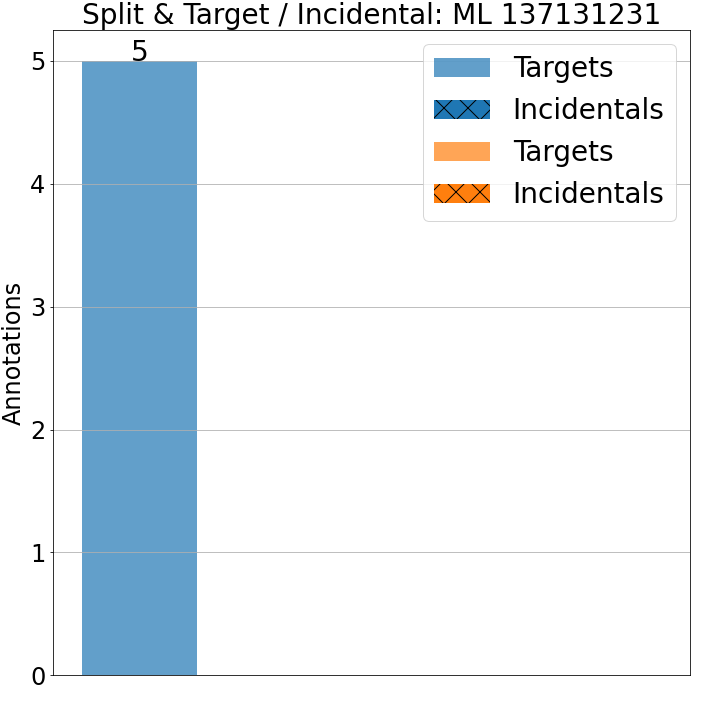 Split & Target / Incidental: ML 137131231
5
5
4
3
2
1
0
Annotations
Targets
Incidentals
Targets
Incidentals